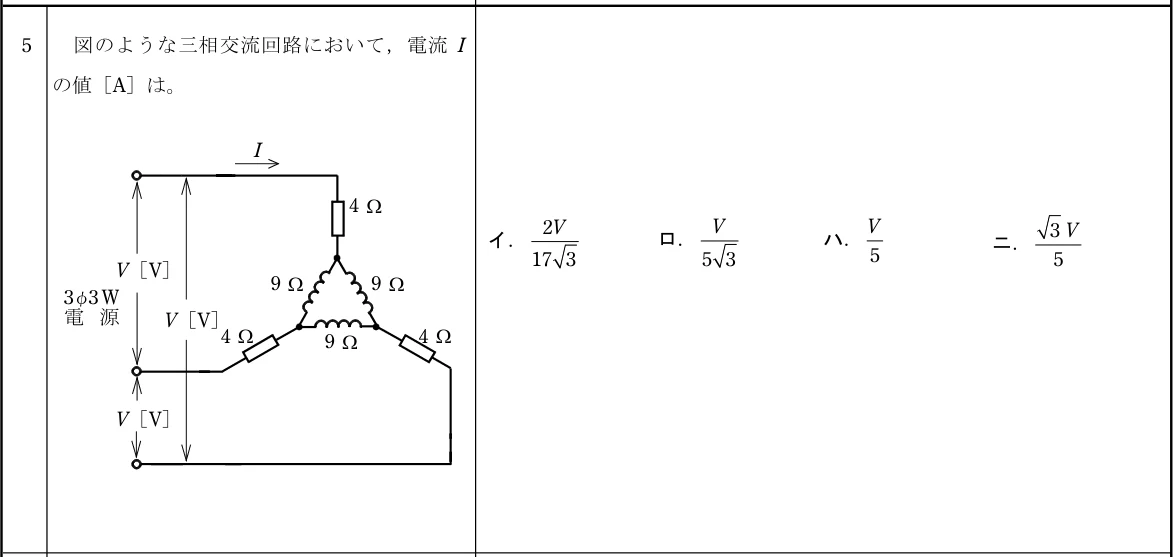 5 図のような三相交流回路において，電流 I
の値［A］は。
I
4 Ω
9 Ω 9 Ω
V［V］
3φ3W
電 源
V［V］
4 Ω
9 Ω
4 Ω
V［V］
イ． 2V/17√3 ロ． V/5√3 ハ． V/5 ニ． √3 V/5